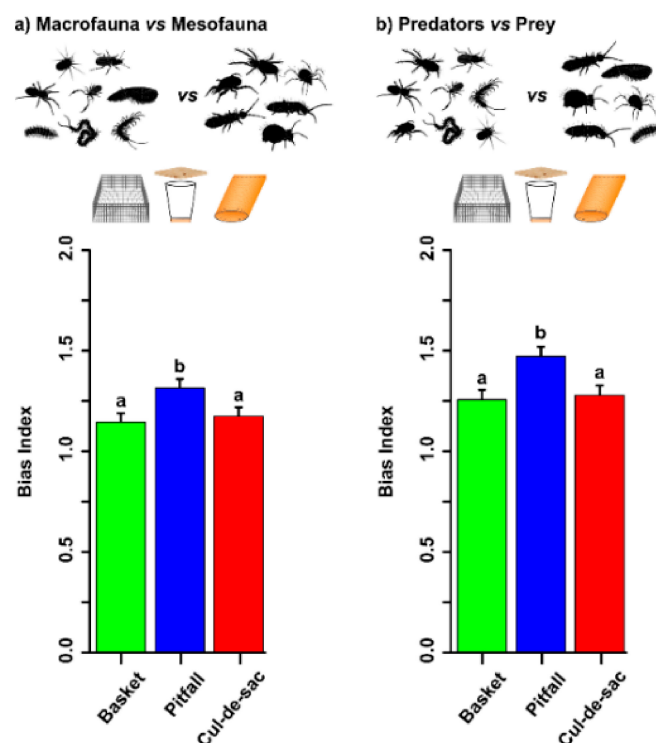 a) Macrofauna vs Mesofauna
vs
2.0
1.5
1.0
0.5
0.0
Bias Index
a
b
a
Basket
Pitfall
Cul-de-sac
b) Predators vs Prey
vs
2.0
1.5
1.0
0.5
0.0
Bias Index
a
b
a
Basket
Pitfall
Cul-de-sac